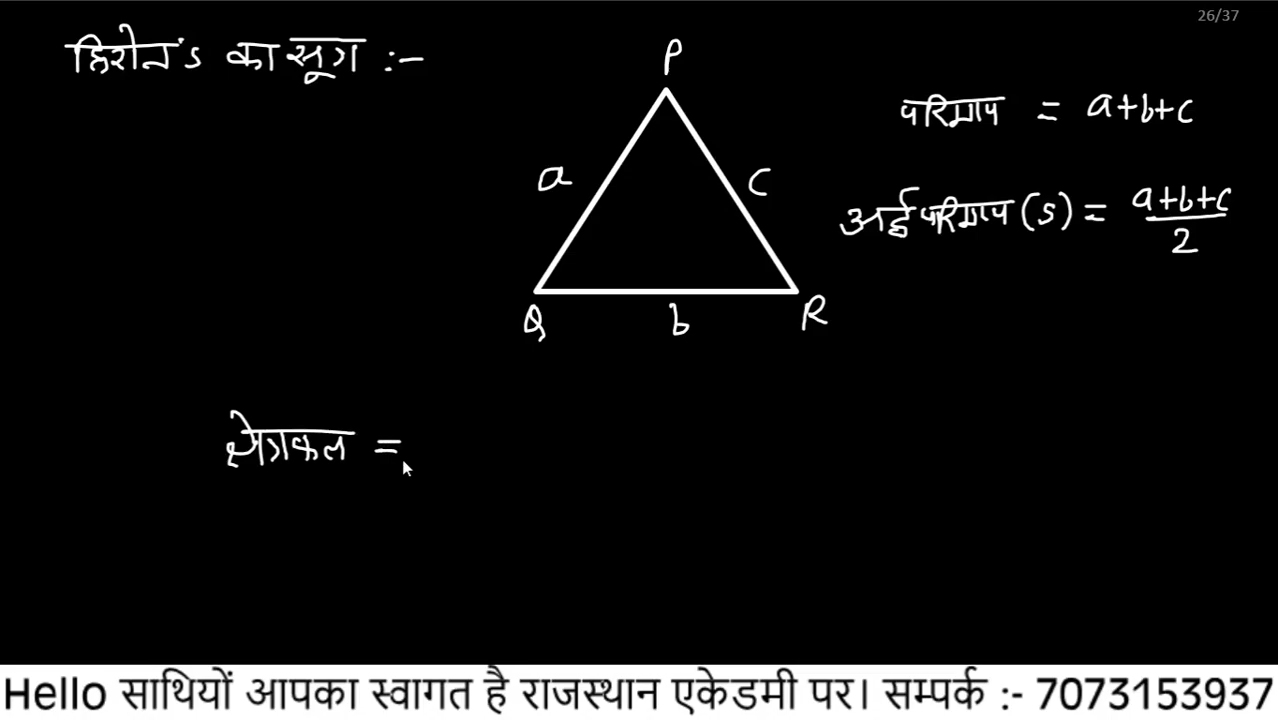 26/37
हिरोन's का सूत्र :-
P
परिमाप = a+b+c
a
c
अर्द्धपरिमाप (s) = a+b+c
2
Q
b
R
क्षेत्रफल =
Hello साथियों आपका स्वागत है राजस्थान एकेडमी पर। सम्पर्क :- 7073153937